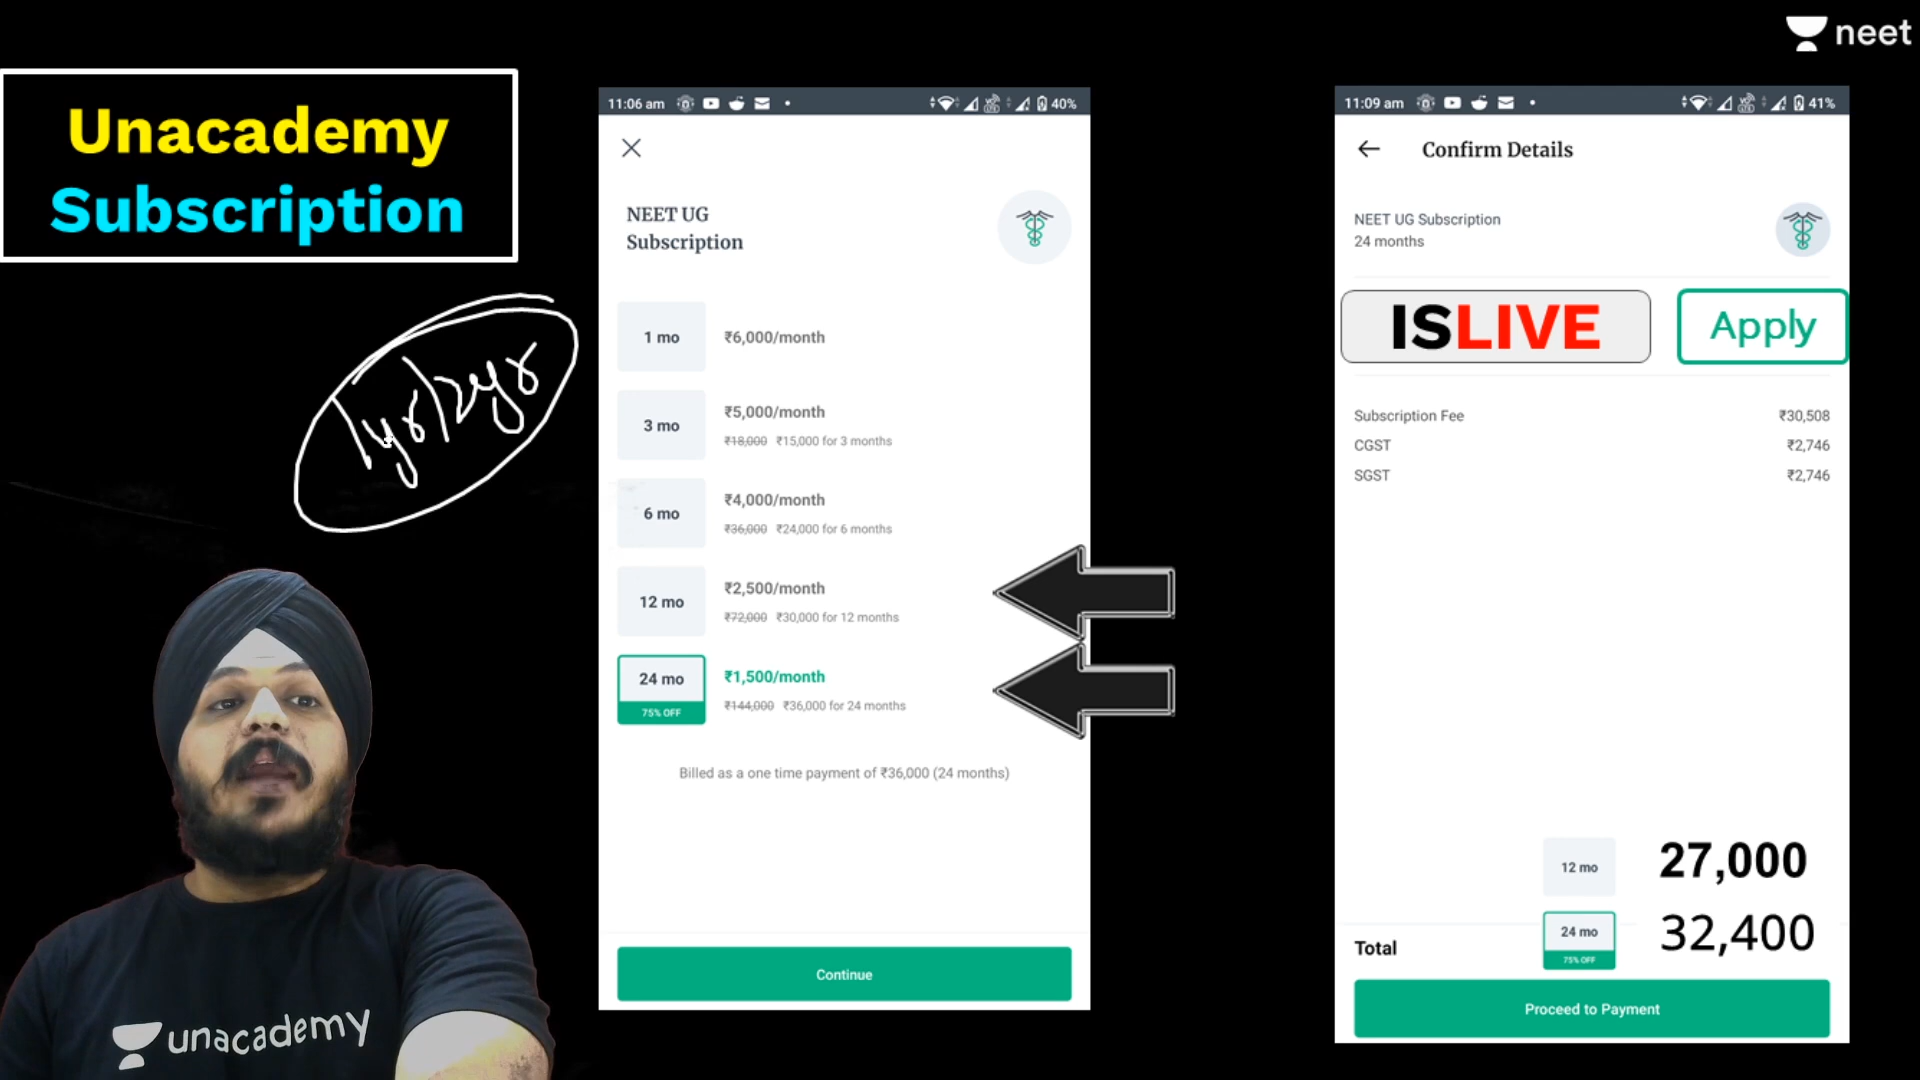 neet
Unacademy
Subscription
1yr/2yr
unacademy
11:06 am
40%
NEET UG
Subscription
1 mo
₹6,000/month
3 mo
₹5,000/month
₹18,000 ₹15,000 for 3 months
6 mo
₹4,000/month
₹36,000 ₹24,000 for 6 months
12 mo
₹2,500/month
₹72,000 ₹30,000 for 12 months
24 mo
75% OFF
₹1,500/month
₹144,000 ₹36,000 for 24 months
Billed as a one time payment of ₹36,000 (24 months)
Continue
11:09 am
41%
Confirm Details
NEET UG Subscription
24 months
ISLIVE
Apply
Subscription Fee ₹30,508
CGST ₹2,746
SGST ₹2,746
12 mo 27,000
Total
24 mo
75% OFF
32,400
Proceed to Payment